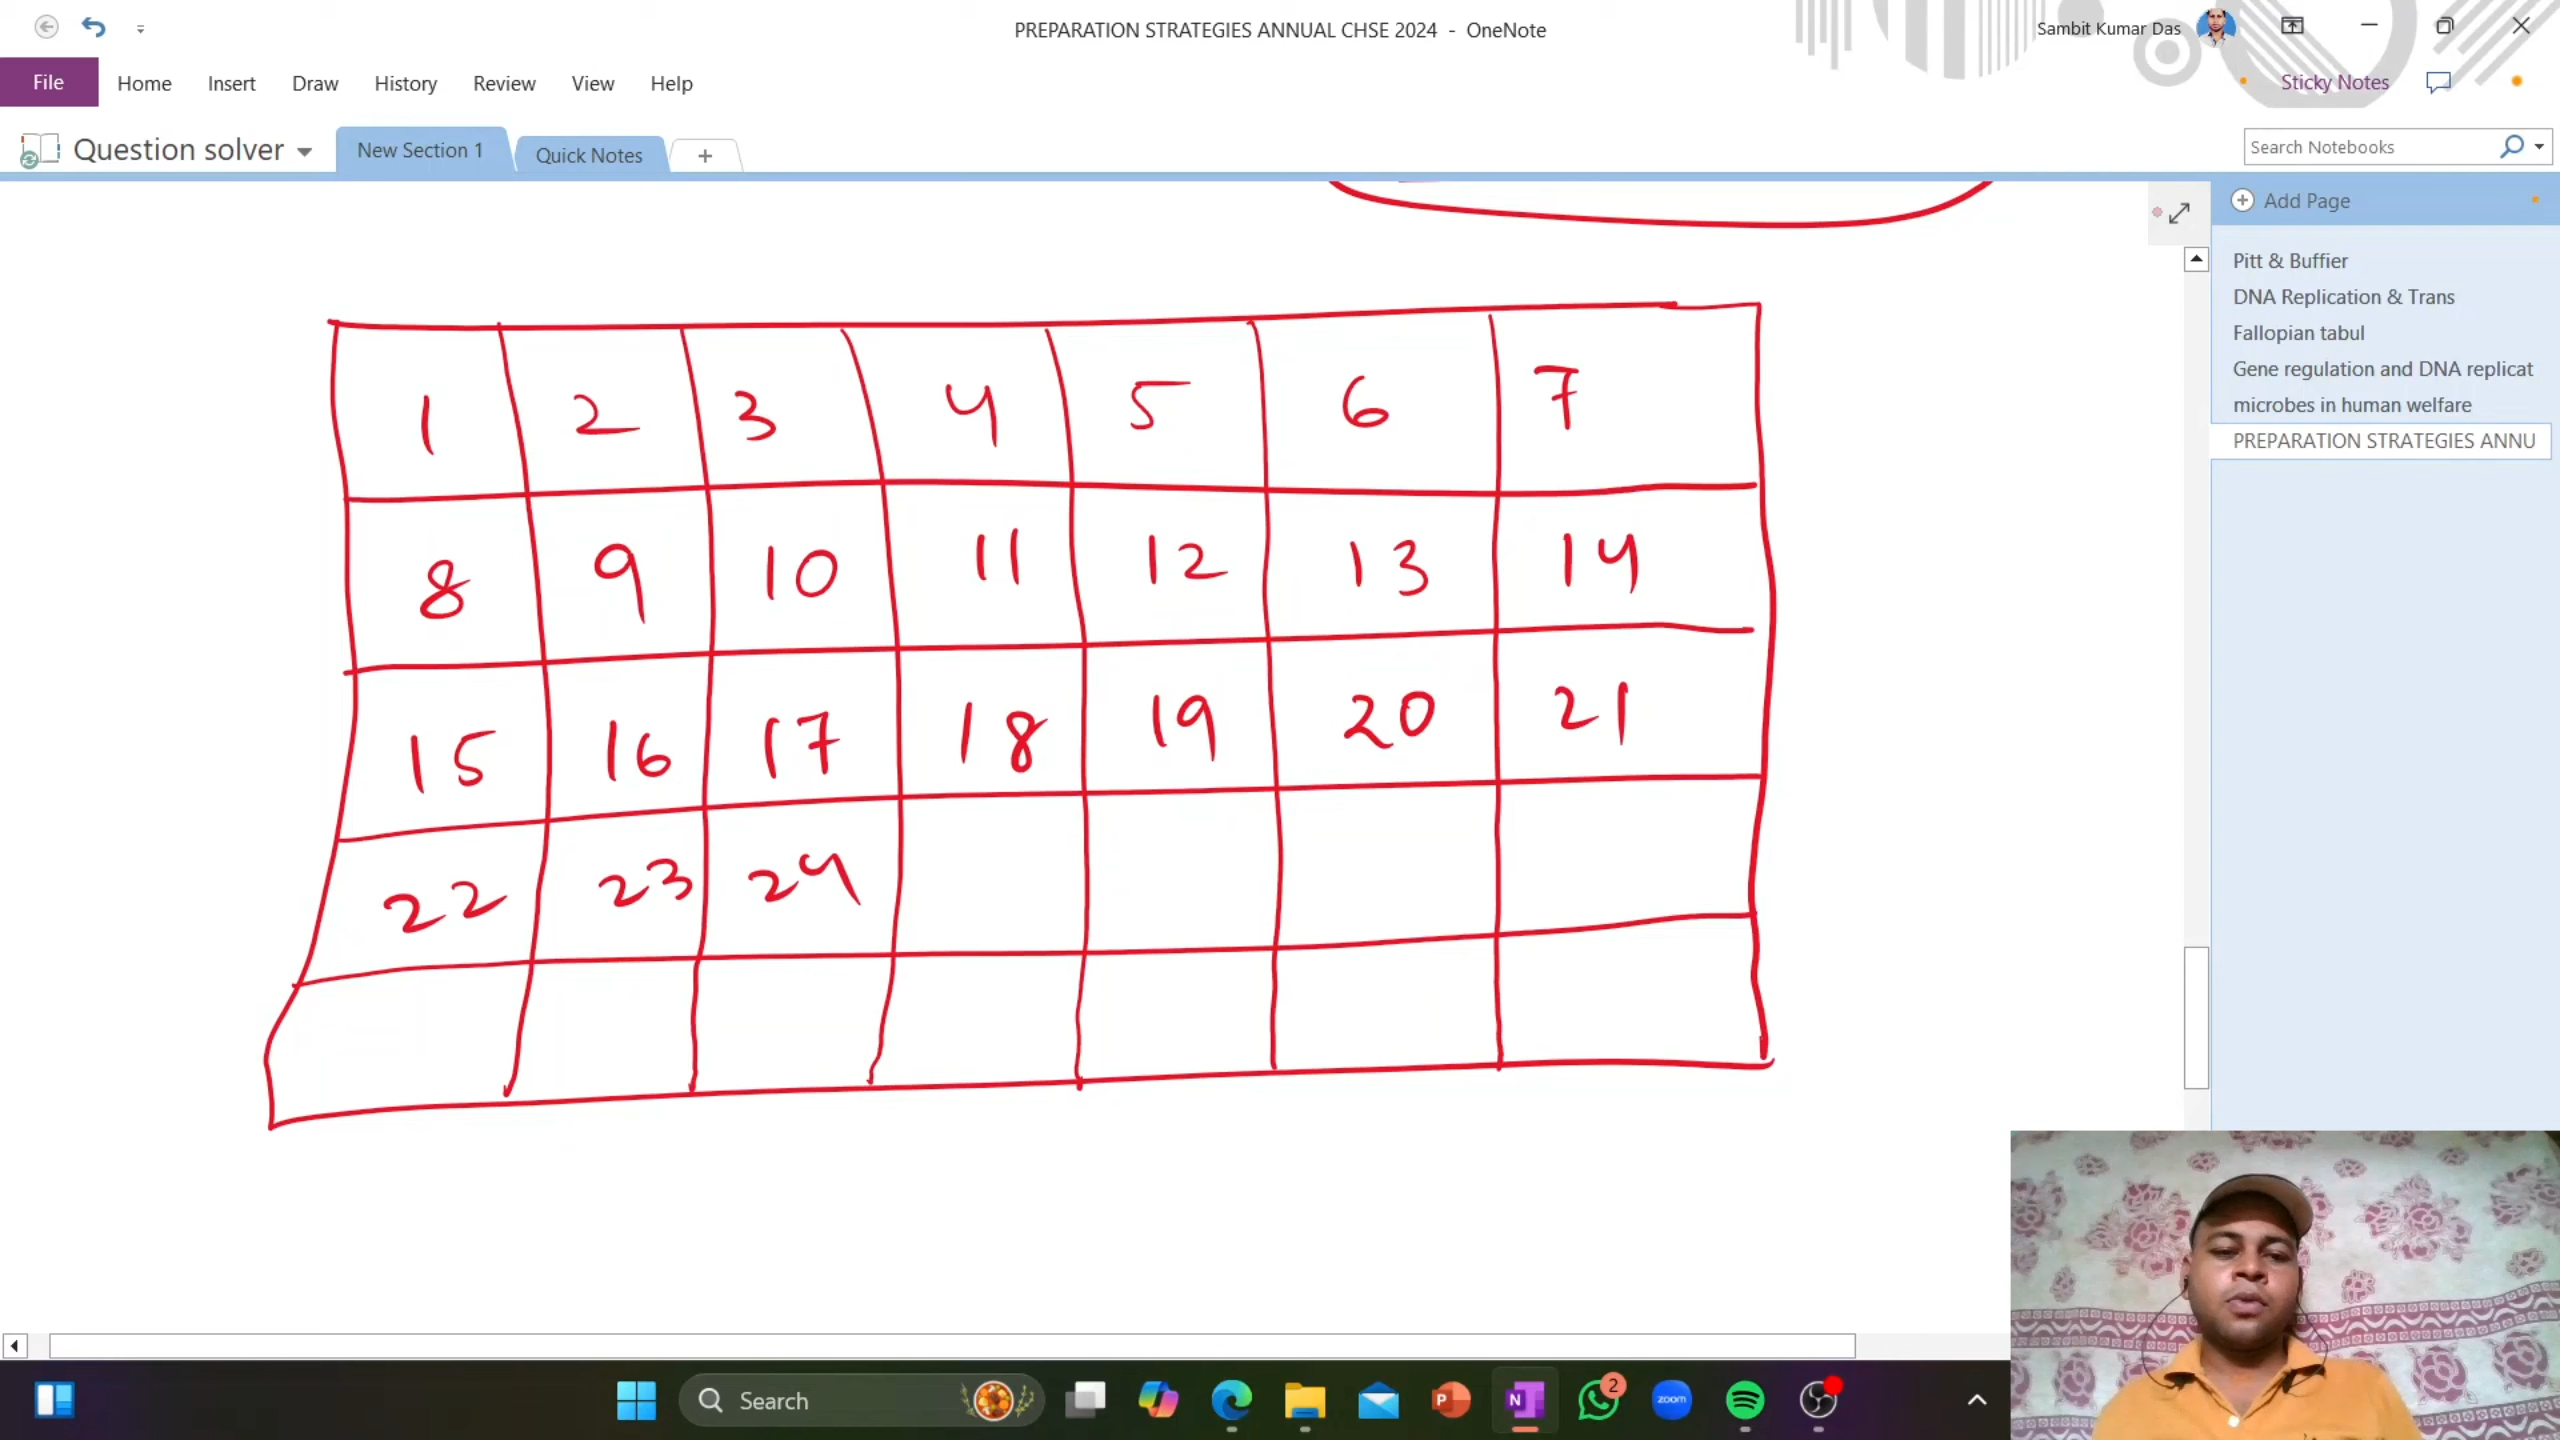 PREPARATION STRATEGIES ANNUAL CHSE 2024 - OneNote
Sambit Kumar Das
File Home Insert Draw History Review View Help
Sticky Notes
Question solver
New Section 1
Quick Notes
Search Notebooks
Add Page
Pitt & Buffier
DNA Replication & Trans
Fallopian tabul
Gene regulation and DNA replicat
microbes in human welfare
PREPARATION STRATEGIES ANNU
1 2 3 4 5 6 7
8 9 10 11 12 13 14
15 16 17 18 19 20 21
22 23 24
Search
P
N
2
zoom